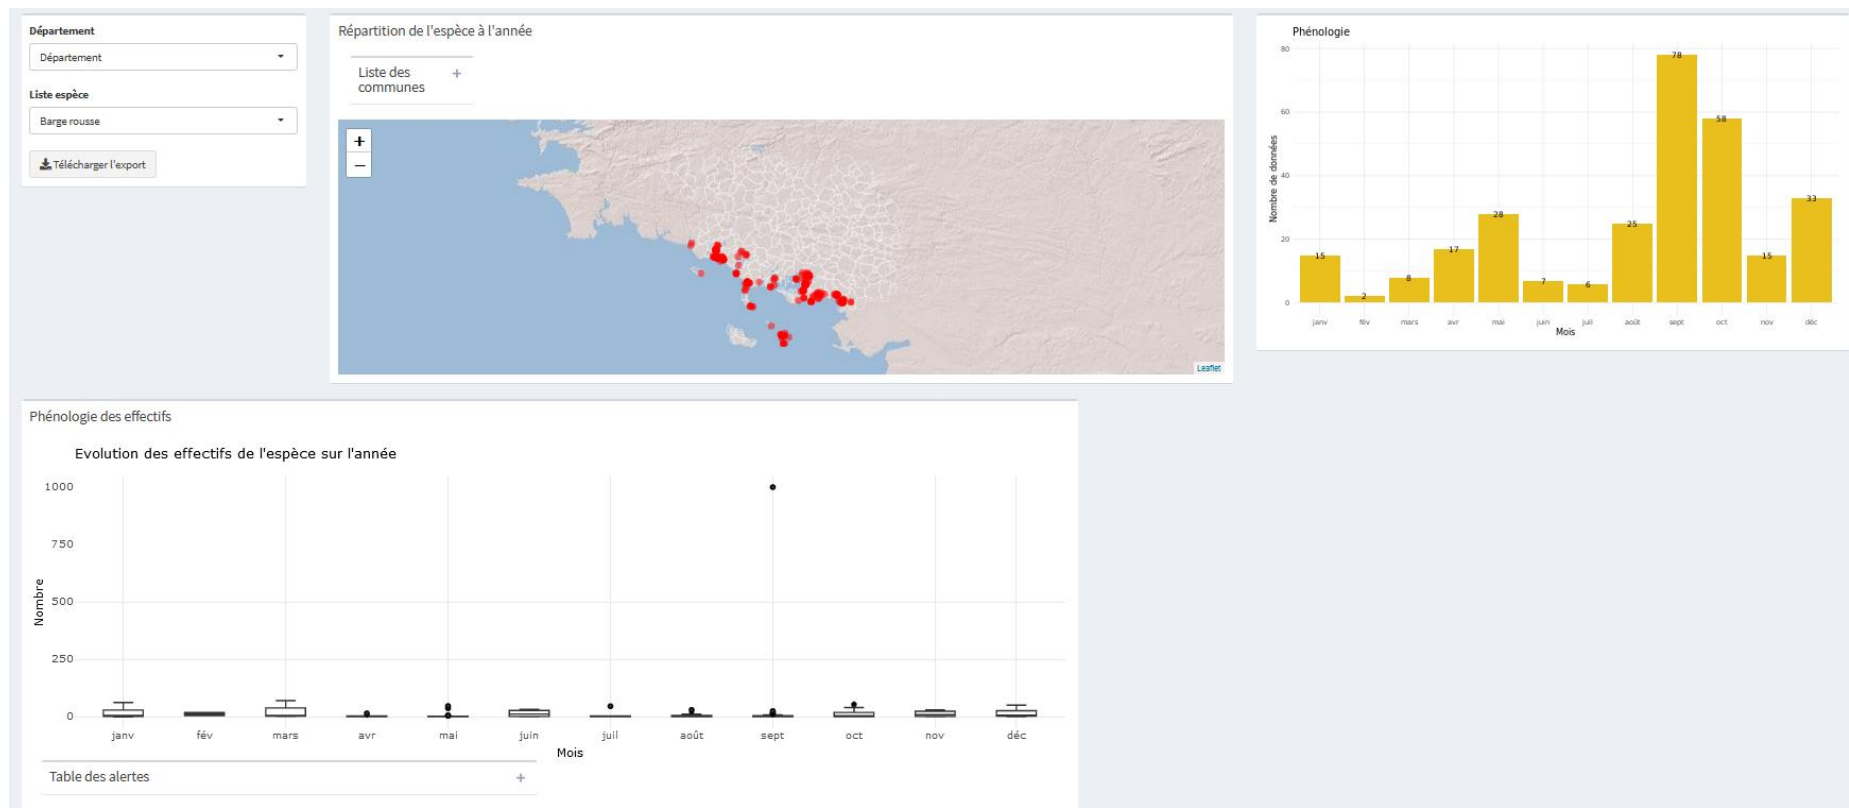 Département
Département
Liste espèce
Barge rousse
Télécharger l'export
Répartition de l'espèce à l'année
Liste des
communes
+
+
−
Leaflet
Phénologie
80
60
40
20
0
Nombre de données
15
2
8
17
28
7
6
25
78
58
15
33
janv
fév
mars
avr
mai
juin
juil
août
sept
oct
nov
déc
Mois
Phénologie des effectifs
Evolution des effectifs de l'espèce sur l'année
1000
750
500
250
0
Nombre
janv
fév
mars
avr
mai
juin
juil
août
sept
oct
nov
déc
Mois
Table des alertes
+